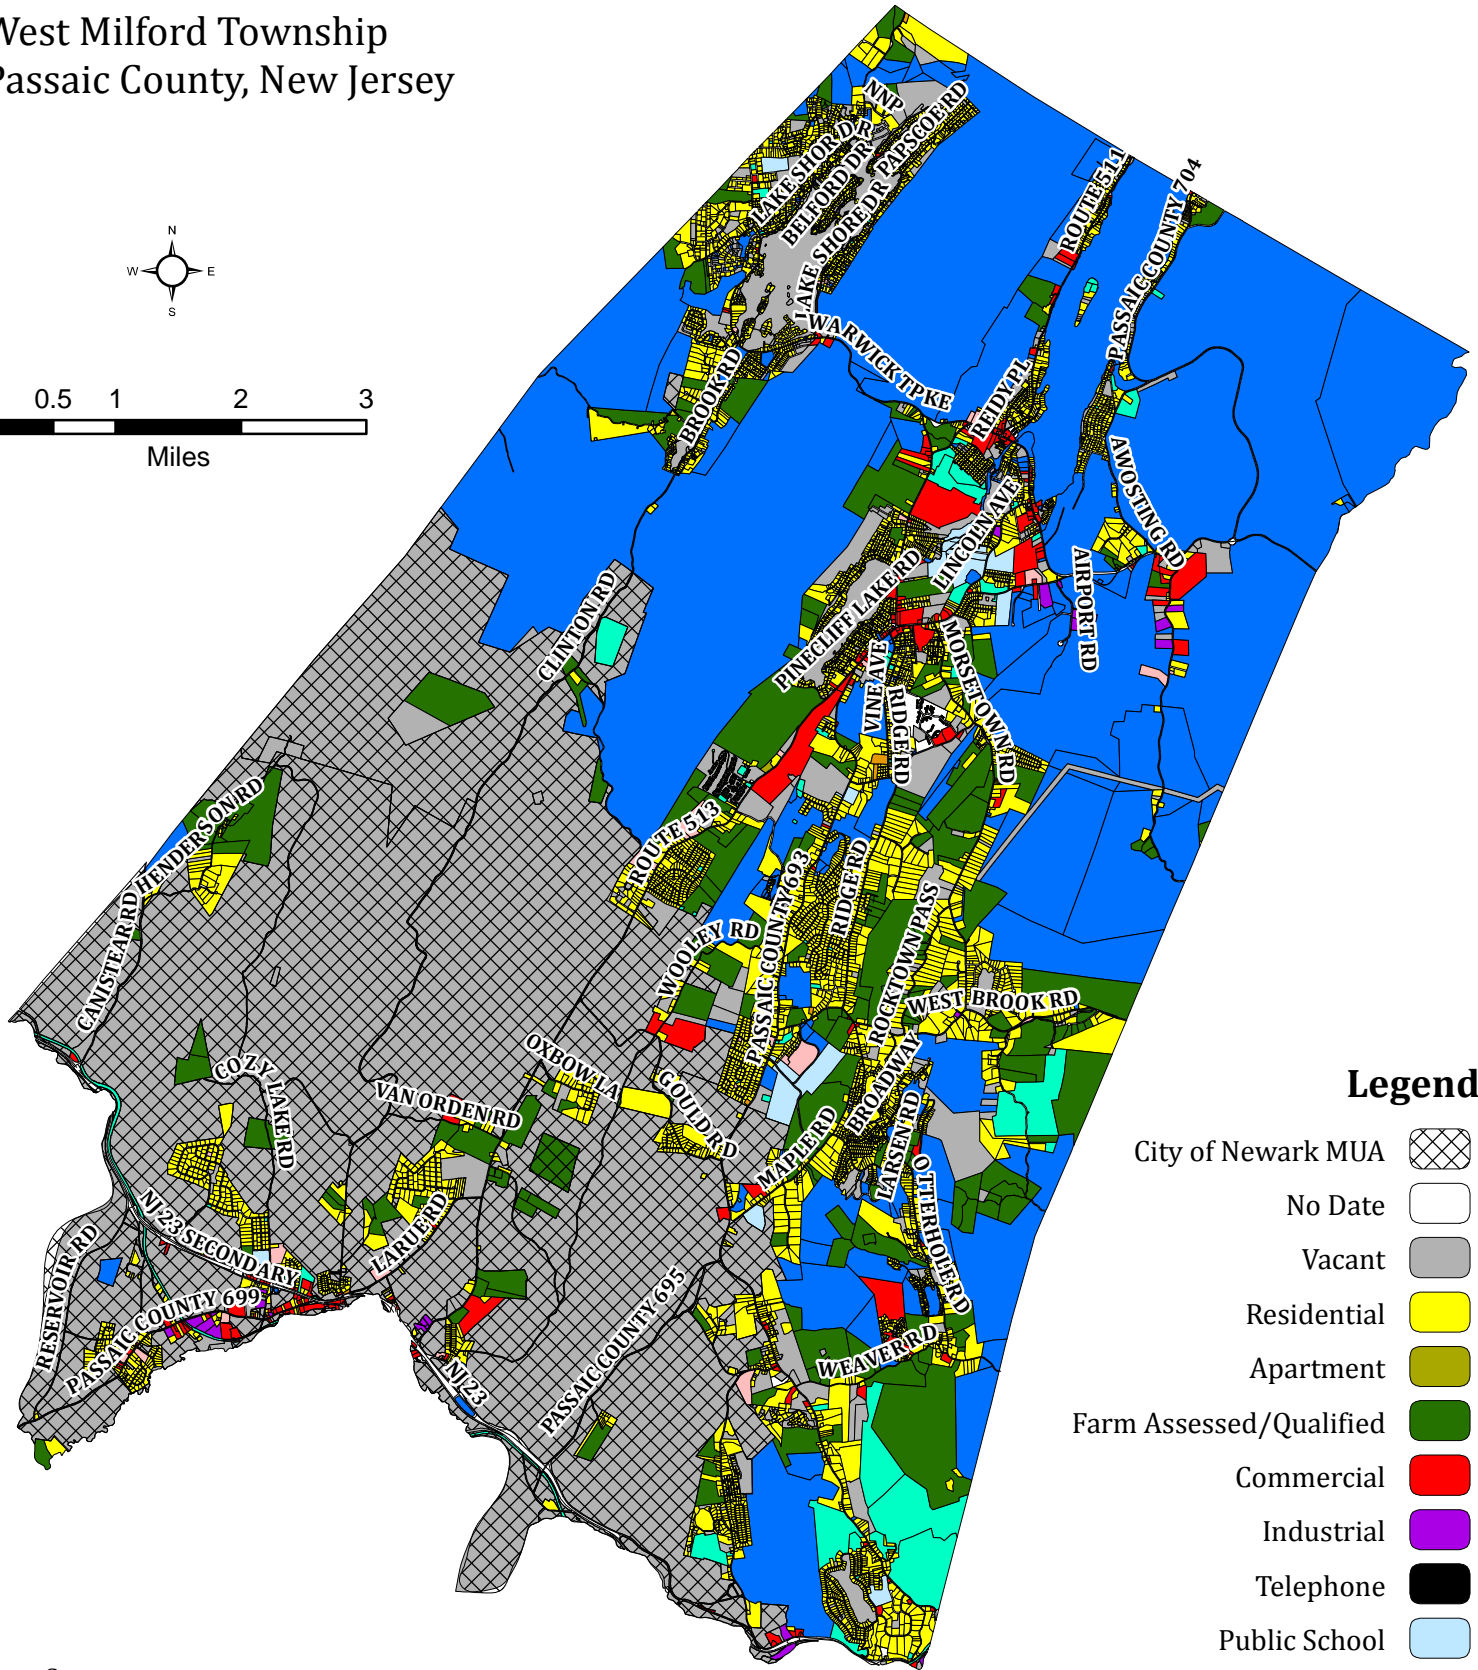 West Milford Township
Passaic County, New Jersey
N
W
E
S
0.5 1 2 3
Miles
NNP
LAKE SHOR DR
BELFORD DR
PAPSCOE RD
LAKE SHORE DR
ROUTE 511
PASSAIC COUNTY 704
WARWICK TPKE
REIDY PL
BROOK RD
AWOSTING RD
LINCOLN AVE
AIRPORT RD
CLINTON RD
PINECLIFF LAKE RD
MORSETOWN RD
VINE AVE
RIDGE RD
HENDERSON RD
ROUTE 513
RIDGE RD
PASSAIC COUNTY 693
ROCKTOWN PASS
CANISTEAR RD
WOOLEY RD
WEST BROOK RD
OXBOW LA
COZY LAKE RD
VAN ORDEN RD
GOULD RD
BROADWAY
MAPLE RD
LARSEN RD
OTTERHOLE RD
NJ 23 SECONDARY
LARUE RD
RESERVOIR RD
PASSAIC COUNTY 699
PASSAIC COUNTY 695
WEAVER RD
NJ 23
Legend
City of Newark MUA
No Date
Vacant
Residential
Apartment
Farm Assessed/Qualified
Commercial
Industrial
Telephone
Public School